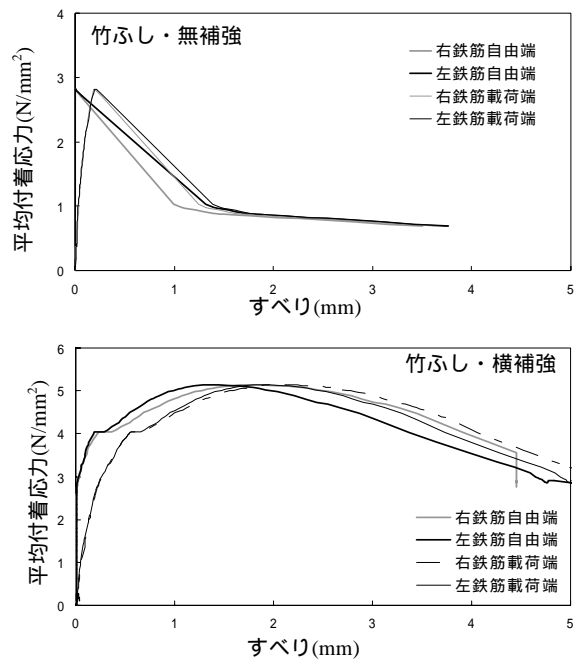 竹ふし・無補強
右鉄筋自由端
左鉄筋自由端
右鉄筋載荷端
左鉄筋載荷端
平均付着応力(N/mm²)
4
3
2
1
0
0 1 2 3 4 5
すべり(mm)
竹ふし・横補強
平均付着応力(N/mm²)
6
5
4
3
2
1
0
右鉄筋自由端
左鉄筋自由端
右鉄筋載荷端
左鉄筋載荷端
0 1 2 3 4 5
すべり(mm)